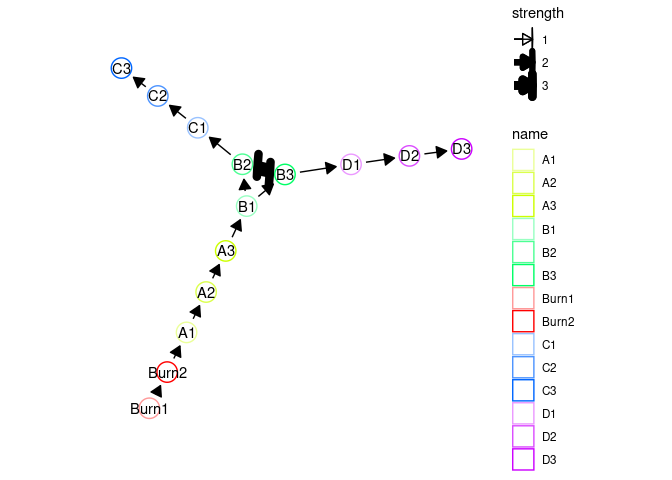 strength
1
2
3
name
A1
A2
A3
B1
B2
B3
Burn1
Burn2
C1
C2
C3
D1
D2
D3
C3
C2
C1
B2
B3
D1
D2
D3
B1
A3
A2
A1
Burn2
Burn1